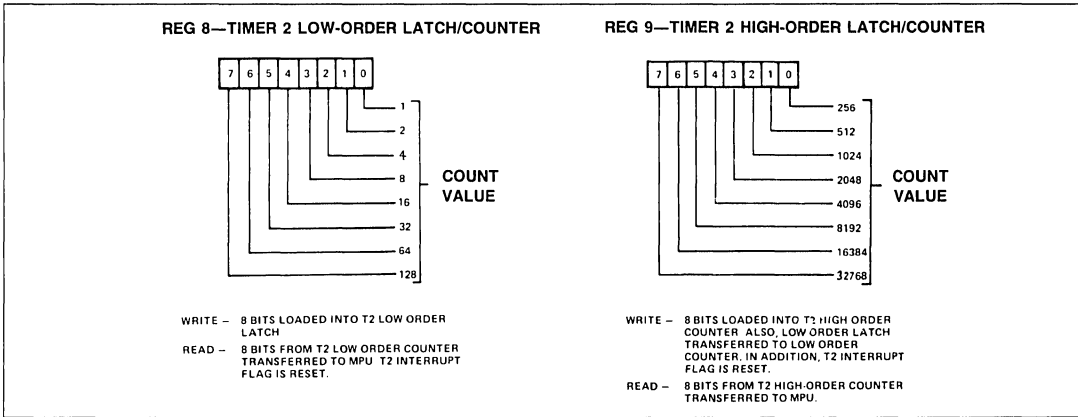 REG 8—TIMER 2 LOW-ORDER LATCH/COUNTER
7 6 5 4 3 2 1 0
1
2
4
8
16
32
64
128
COUNT
VALUE
WRITE – 8 BITS LOADED INTO T2 LOW ORDER
LATCH
READ – 8 BITS FROM T2 LOW ORDER COUNTER
TRANSFERRED TO MPU T2 INTERRUPT
FLAG IS RESET.
REG 9—TIMER 2 HIGH-ORDER LATCH/COUNTER
7 6 5 4 3 2 1 0
256
512
1024
2048
4096
8192
16384
32768
COUNT
VALUE
WRITE – 8 BITS LOADED INTO T2 HIGH ORDER
COUNTER ALSO, LOW ORDER LATCH
TRANSFERRED TO LOW ORDER
COUNTER. IN ADDITION, T2 INTERRUPT
FLAG IS RESET.
READ – 8 BITS FROM T2 HIGH-ORDER COUNTER
TRANSFERRED TO MPU.